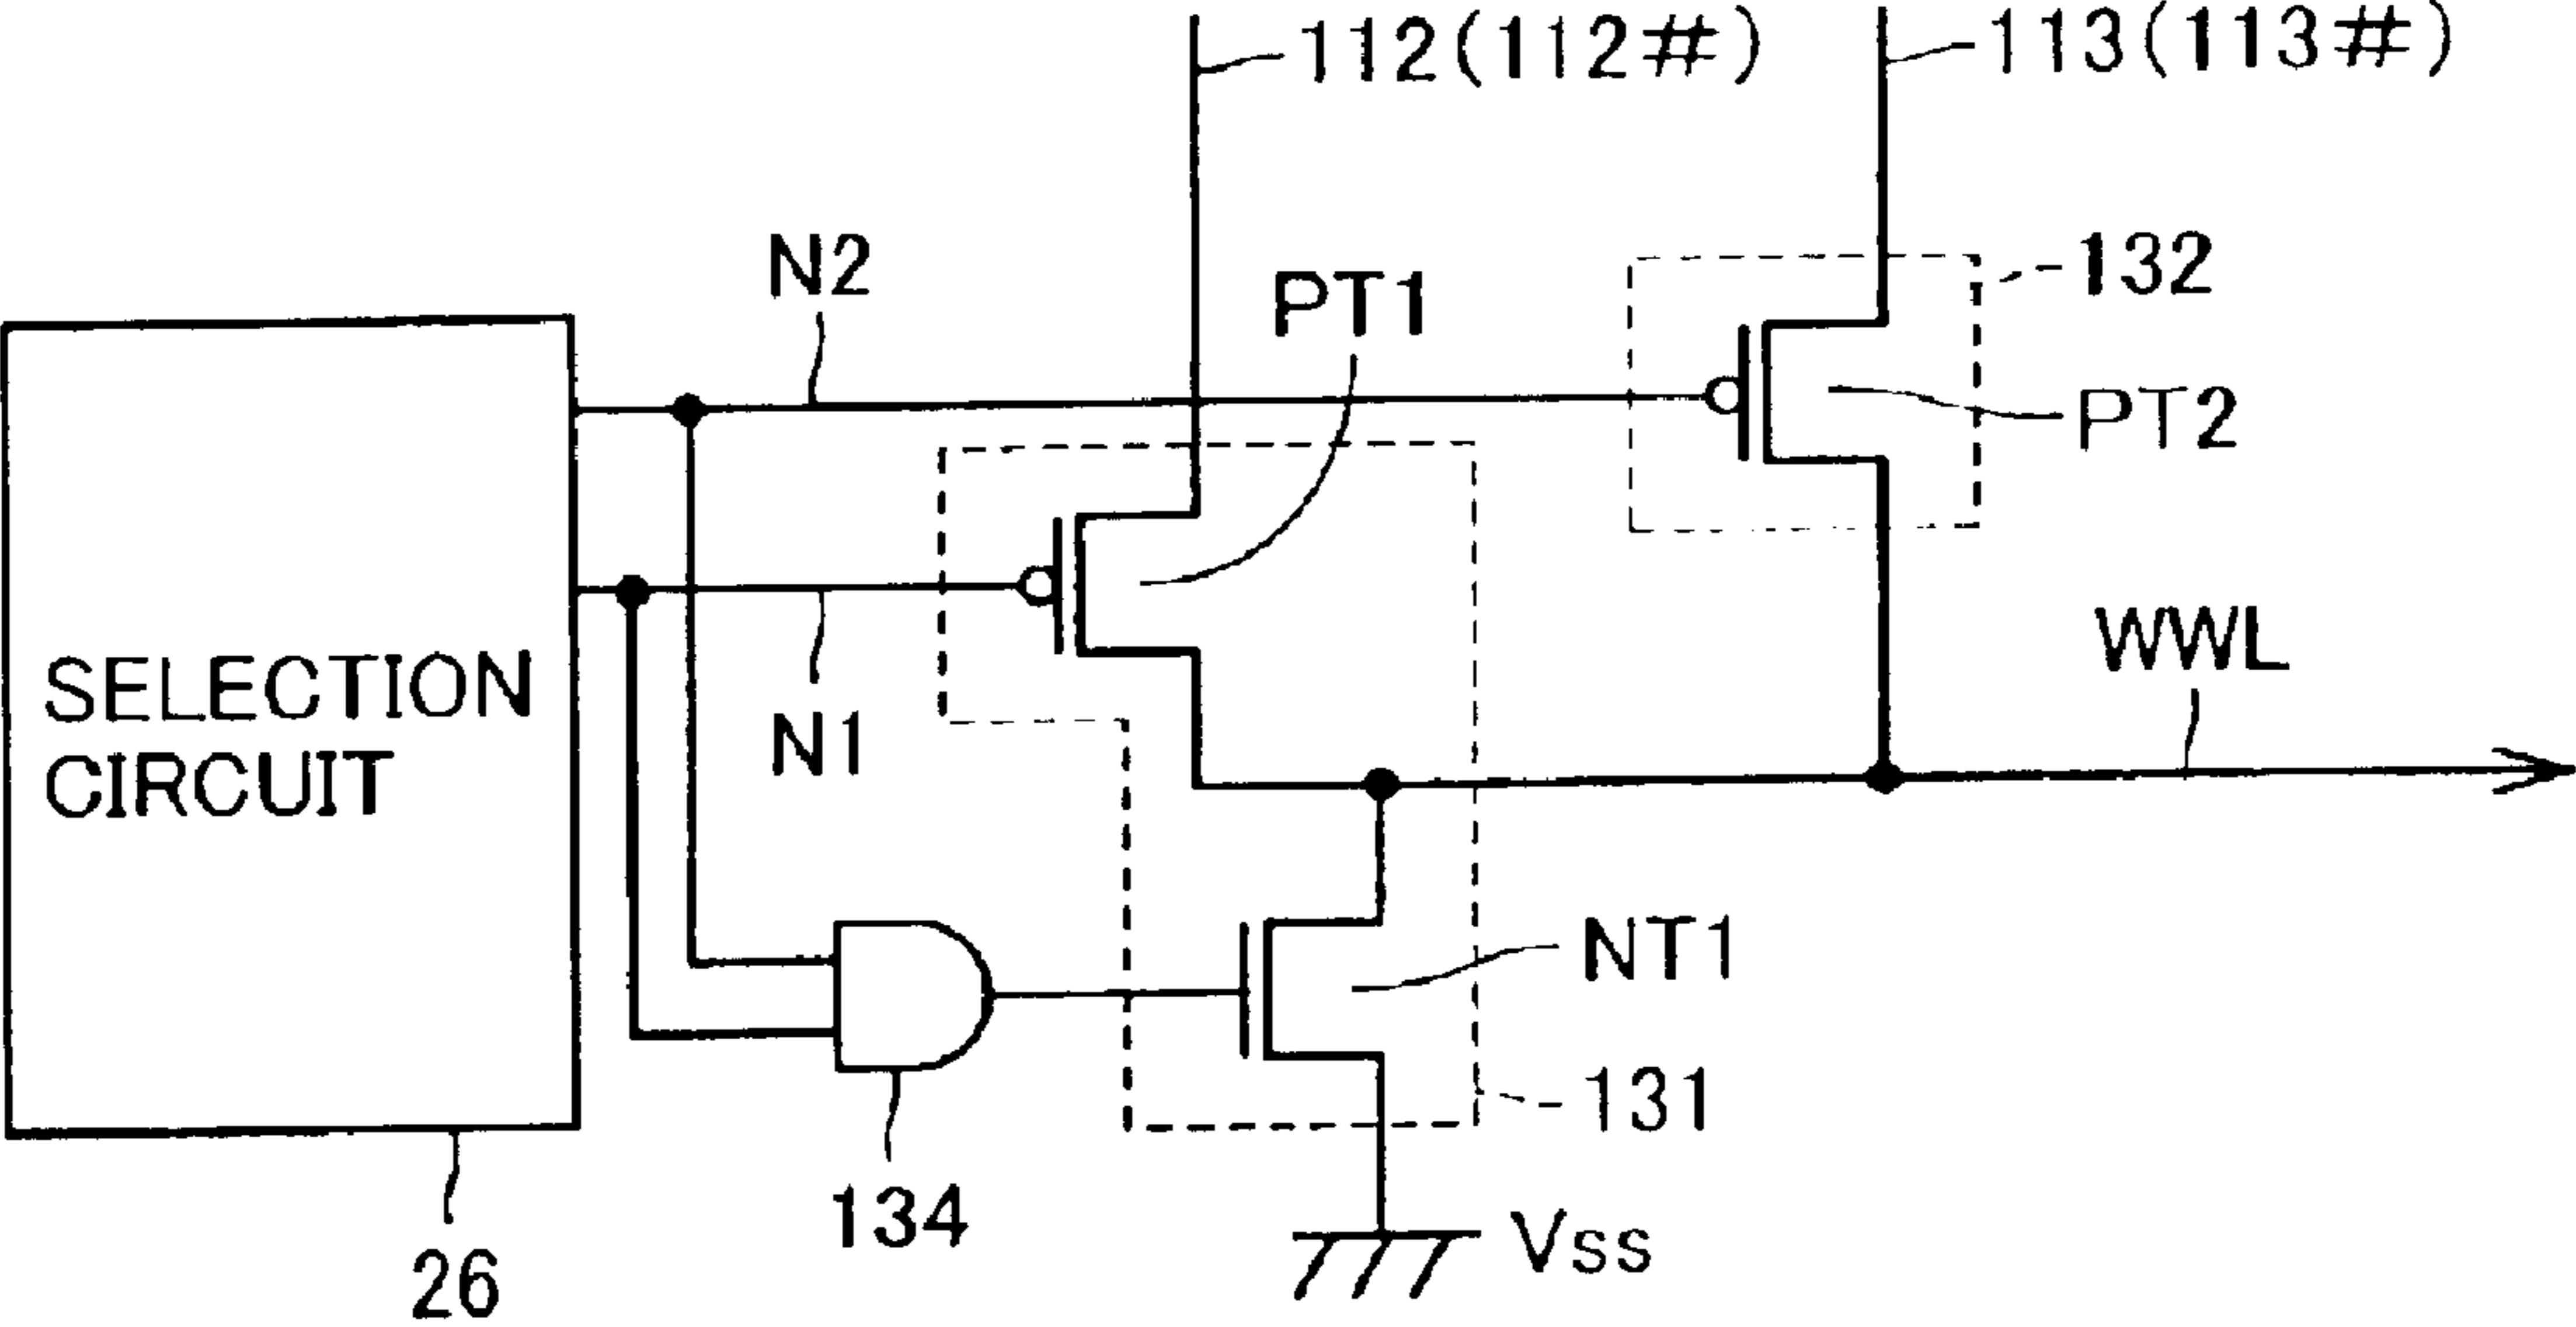 112(112#)
113(113#)
N2
PT1
132
PT2
SELECTION
CIRCUIT
N1
WWL
NT1
131
134
26
Vss